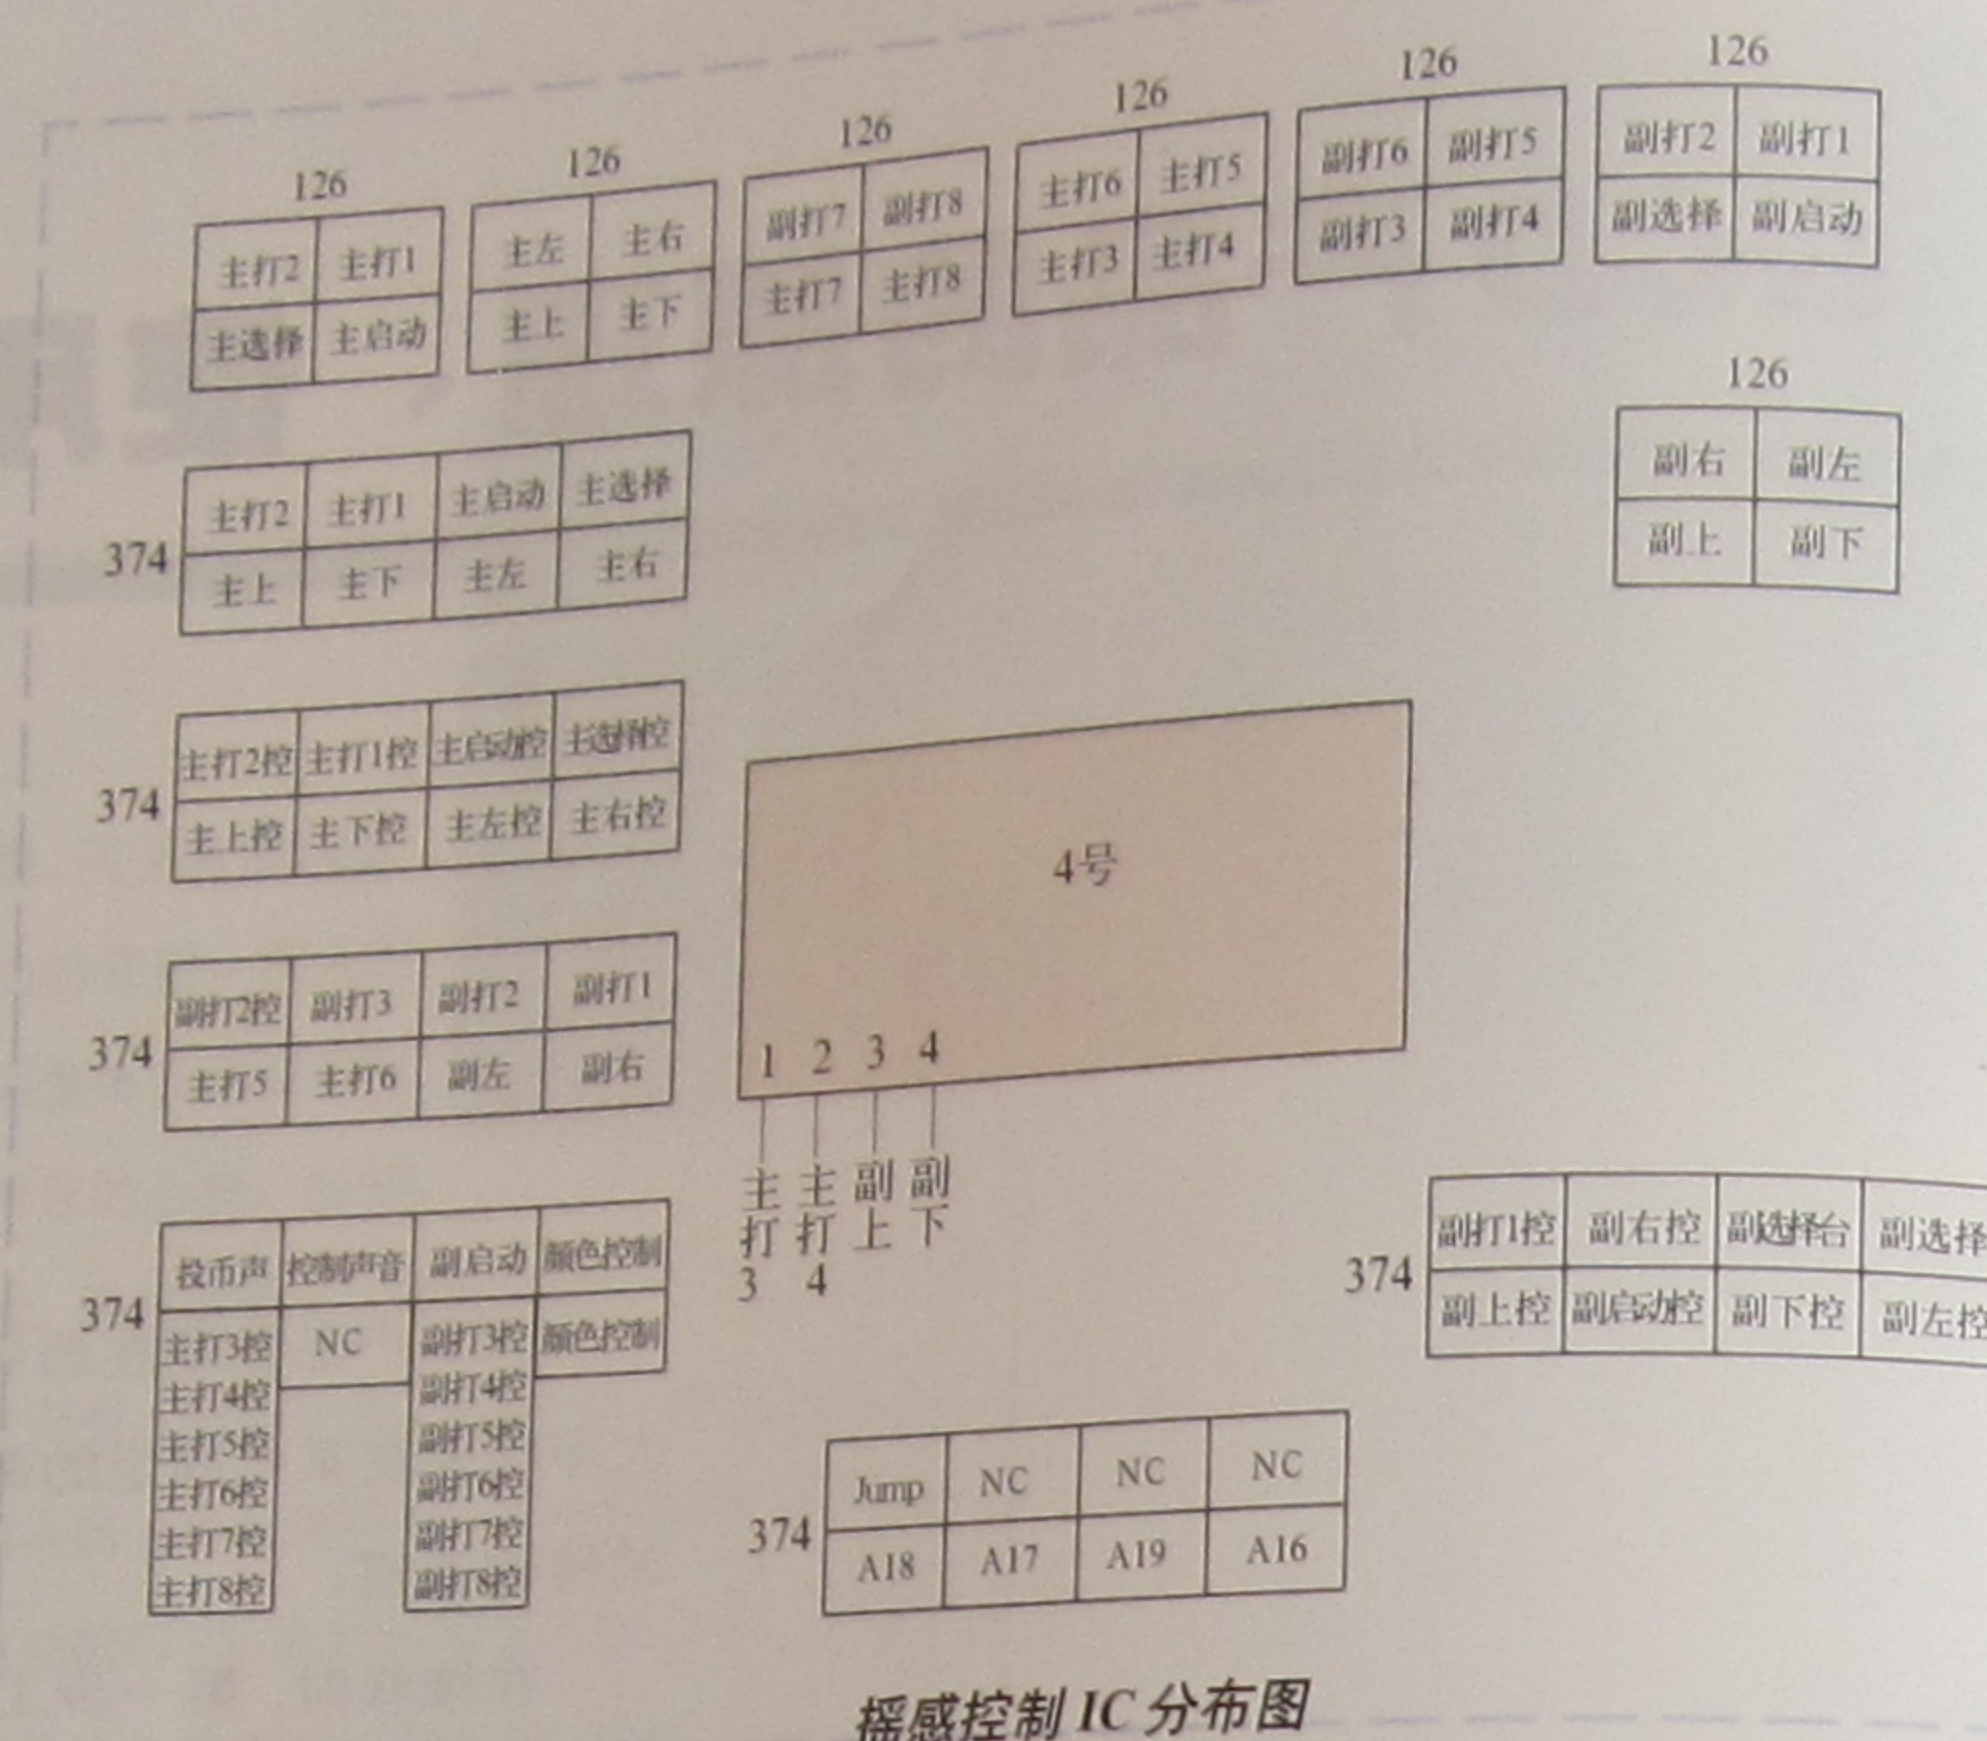 126 126 126 126 126 126
主打2 主打1
主选择 主启动
主左 主右
主上 主下
副打7 副打8
主打7 主打8
主打6 主打5
主打3 主打4
副打6 副打5
副打3 副打4
副打2 副打1
副选择 副启动
126
副右 副左
副上 副下
374
主打2 主打1 主启动 主选择
主上 主下 主左 主右
374
主打2控 主打1控 主启动控 主选择控
主上控 主下控 主左控 主右控
374
副打2控 副打3 副打2 副打1
主打5 主打6 副左 副右
4号
1 2 3 4
主打3 主打4 副上 副下
374
投币声 控制声音 副启动 颜色控制
主打3控 NC 副打3控 颜色控制
主打4控 副打4控
主打5控 副打5控
主打6控 副打6控
主打7控 副打7控
主打8控 副打8控
374
副打1控 副右控 副选择台 副选择
副上控 副启动控 副下控 副左控
374
Jump NC NC NC
A18 A17 A19 A16
摇感控制 IC 分布图